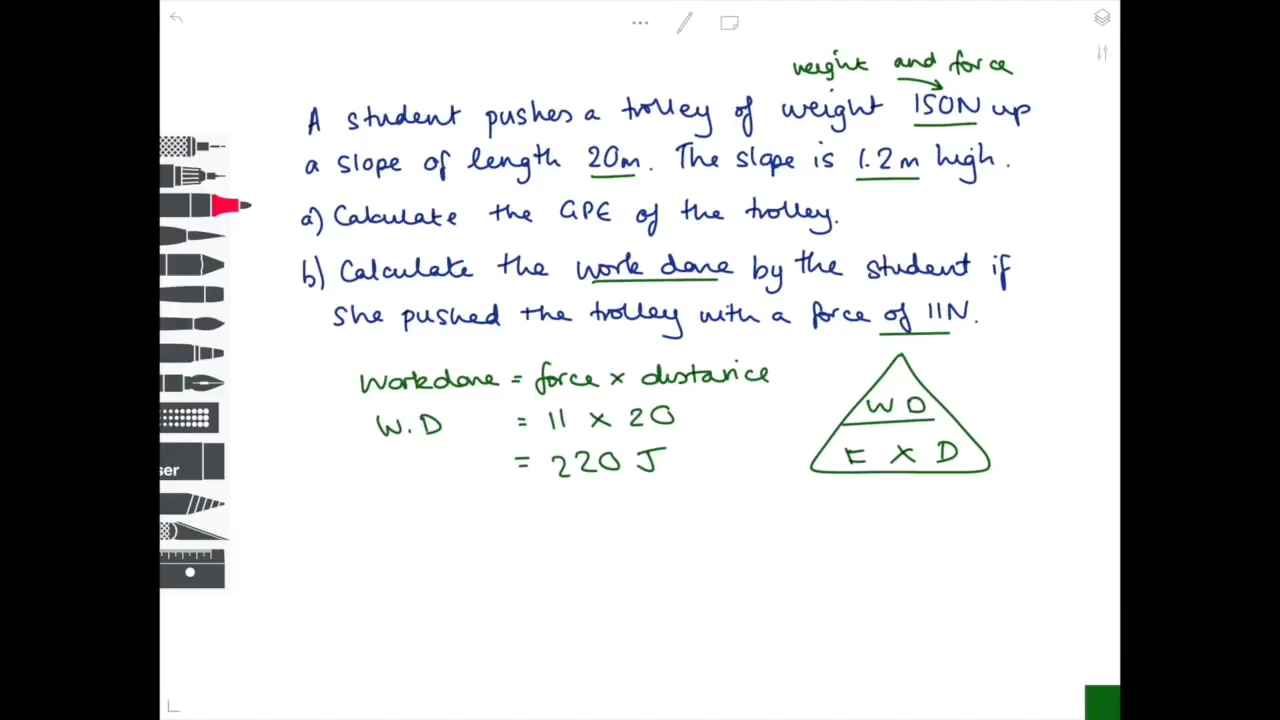 weight and force
A student pushes a trolley of weight 150N up
a slope of length 20m. The slope is 1.2m high.
a) Calculate the GPE of the trolley.
b) Calculate the work done by the student if
she pushed the trolley with a force of 11N.
Workdone = force × distance
W.D = 11 × 20
= 220 J
W D
F × D
ser